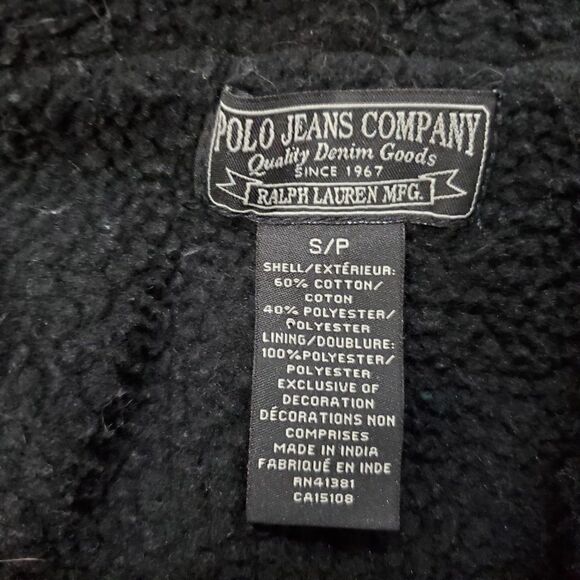 POLO JEANS COMPANY
Quality Denim Goods
SINCE 1967
RALPH LAUREN MFG.
S/P
SHELL/EXTÉRIEUR:
60% COTTON/
COTON
40% POLYESTER/
POLYESTER
LINING/DOUBLURE:
100%POLYESTER/
POLYESTER
EXCLUSIVE OF
DECORATION
DÉCORATIONS NON
COMPRISES
MADE IN INDIA
FABRIQUÉ EN INDE
RN41381
CA15108